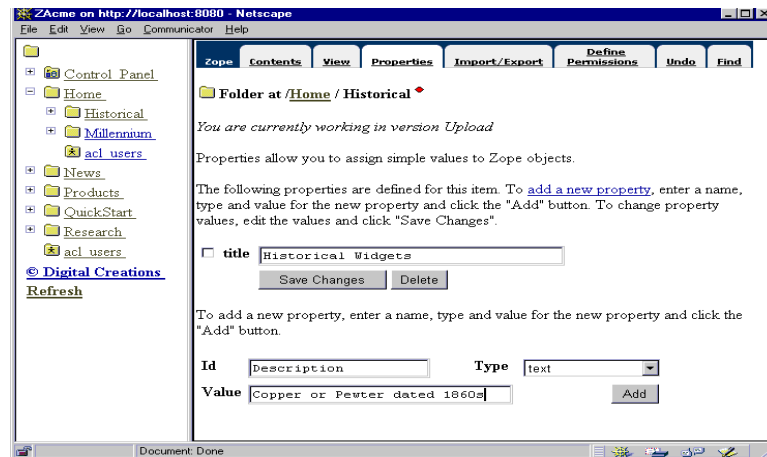 ZAcme on http://localhost:8080 - Netscape
File Edit View Go Communicator Help
Control Panel
Home
Historical
Millennium
acl_users
News
Products
QuickStart
Research
acl_users
© Digital Creations
Refresh
Zope Contents View Properties Import/Export Define Permissions Undo Find
Folder at /Home / Historical
You are currently working in version Upload
Properties allow you to assign simple values to Zope objects.
The following properties are defined for this item. To add a new property, enter a name,
type and value for the new property and click the "Add" button. To change property
values, edit the values and click "Save Changes".
title Historical Widgets
Save Changes Delete
To add a new property, enter a name, type and value for the new property and click the
"Add" button.
Id Description Type text
Value Copper or Pewter dated 1860s Add
Document: Done